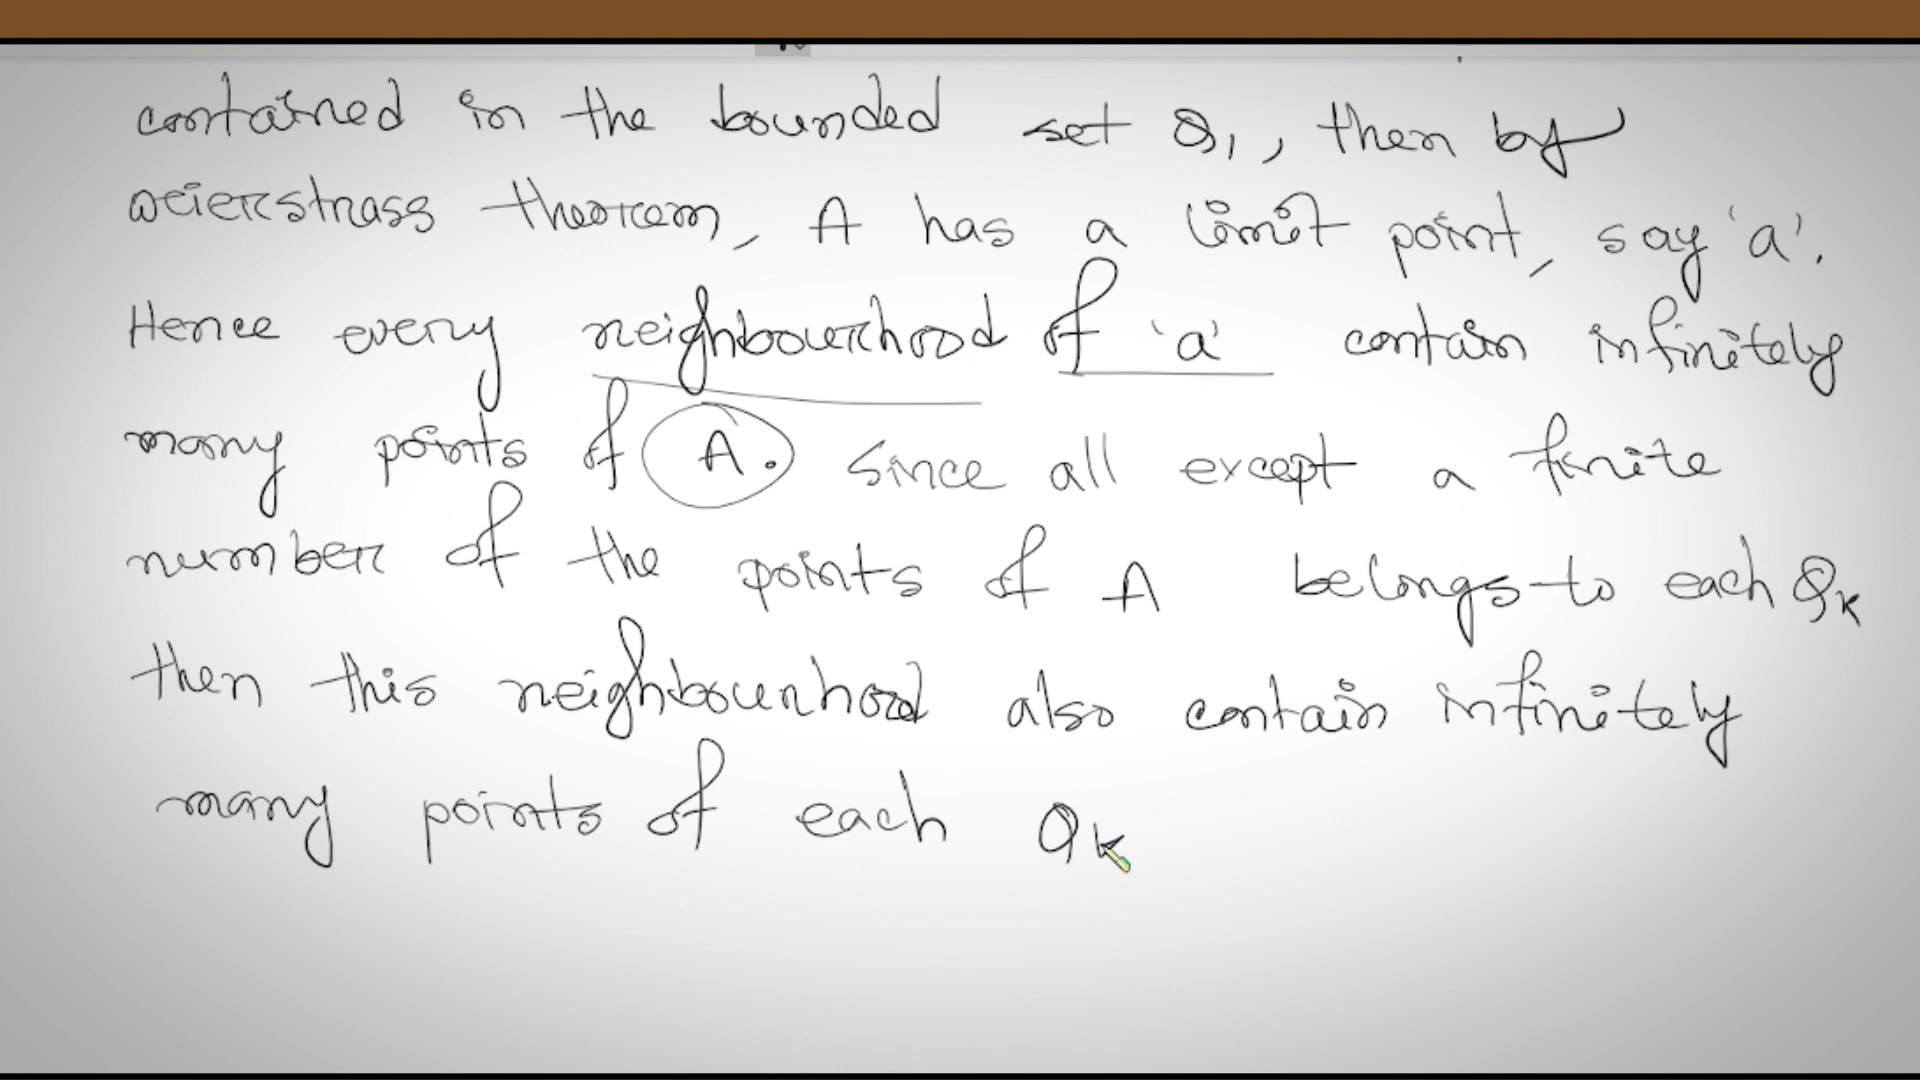 contained in the bounded set Q1, then by
weierstrass theorem, A has a limit point, say 'a'.
Hence every neighbourhood of 'a' contain infinitely
many points of A. since all except a finite
number of the points of A belongs to each Qk
then this neighbourhood also contain infinitely
many points of each Qk